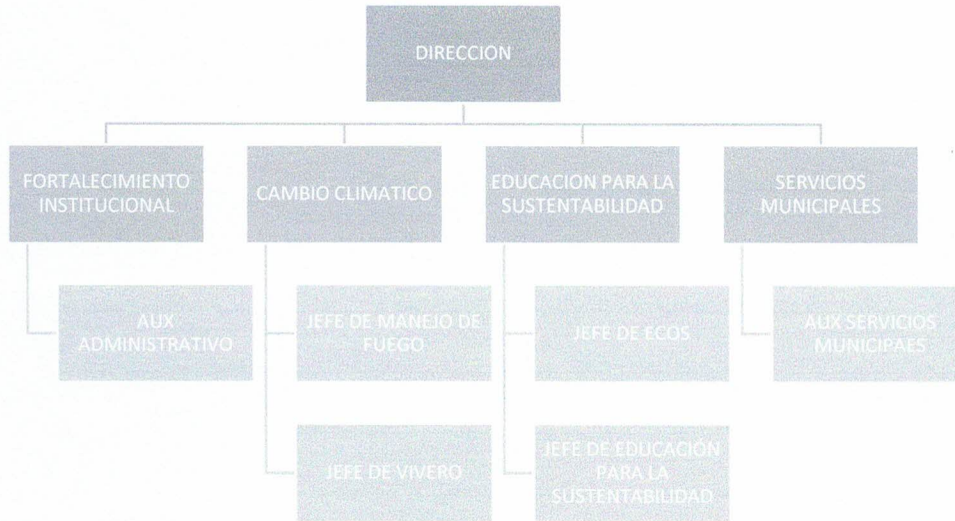 DIRECCION
FORTALECIMIENTO
INSTITUCIONAL
CAMBIO CLIMATICO
EDUCACION PARA LA
SUSTENTABILIDAD
SERVICIOS
MUNICIPALES
AUX
ADMINISTRATIVO
JEFE DE MANEJO DE
FUEGO
JEFE DE ECOS
AUX SERVICIOS
MUNICIPAES
JEFE DE VIVERO
JEFE DE EDUCACIÓN
PARA LA
SUSTENTABILIDAD